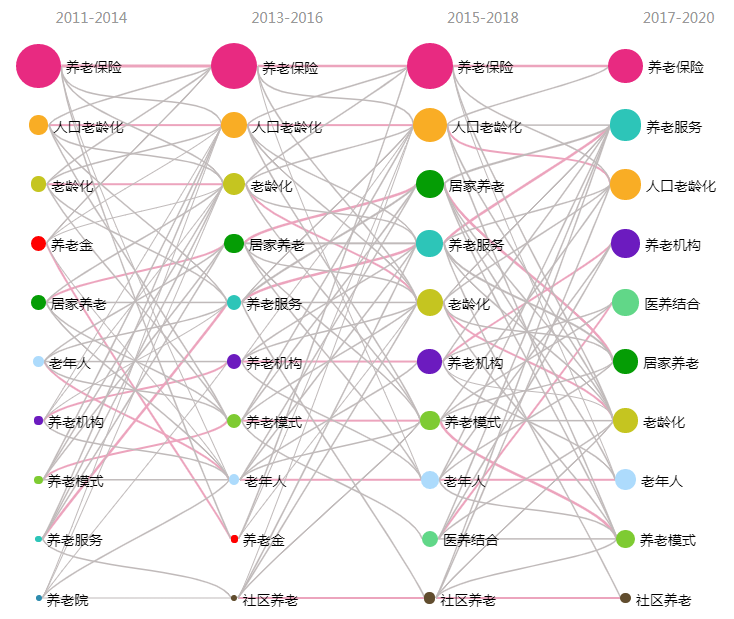 2011-2014 2013-2016 2015-2018 2017-2020
养老保险 养老保险 养老保险 养老保险
人口老龄化 人口老龄化 人口老龄化 养老服务
老龄化 老龄化 居家养老 人口老龄化
养老金 居家养老 养老服务 养老机构
居家养老 养老服务 老龄化 医养结合
老年人 养老机构 养老机构 居家养老
养老机构 养老模式 养老模式 老龄化
养老模式 老年人 老年人 老年人
养老服务 养老金 医养结合 养老模式
养老院 社区养老 社区养老 社区养老